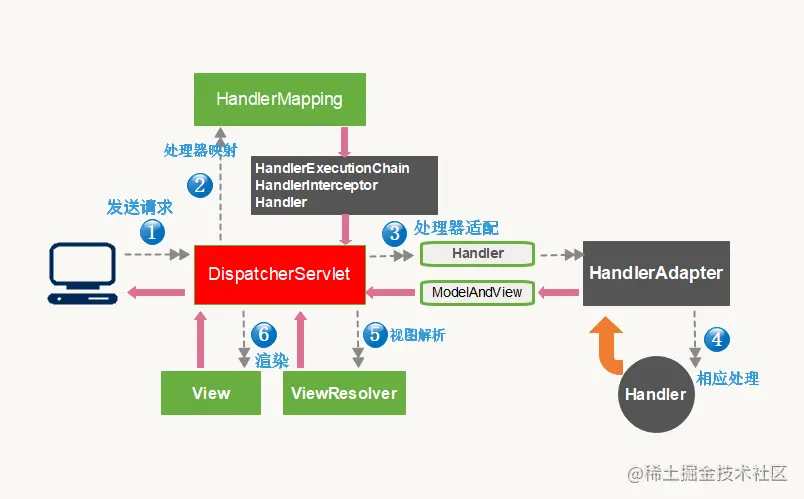 HandlerMapping
处理器映射
2
HandlerExecutionChain
HandlerInterceptor
Handler
发送请求
1
3
处理器适配
DispatcherServlet
Handler
HandlerAdapter
ModelAndView
6
渲染
5
视图解析
4
相应处理
View
ViewResolver
Handler
@稀土掘金技术社区